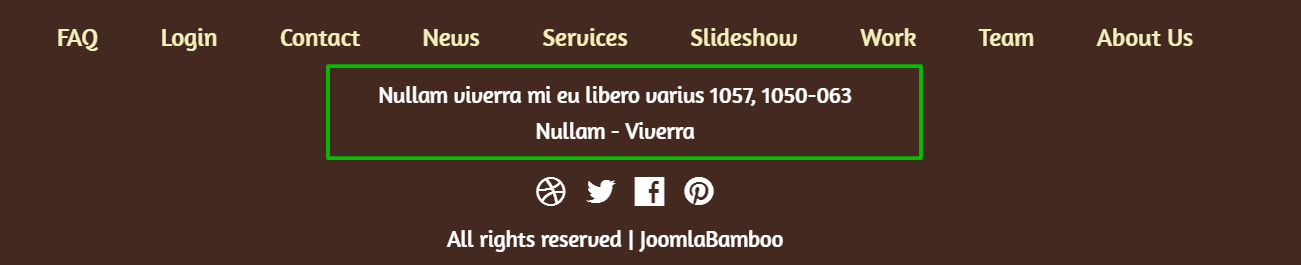 FAQ Login Contact News Services Slideshow Work Team About Us
Nullam viverra mi eu libero varius 1057, 1050-063
Nullam - Viverra
All rights reserved | JoomlaBamboo